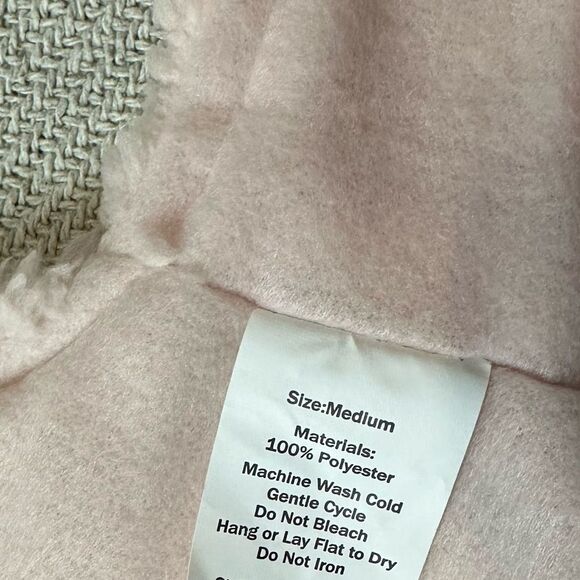 Size:Medium
Materials:
100% Polyester
Machine Wash Cold
Gentle Cycle
Do Not Bleach
Hang or Lay Flat to Dry
Do Not Iron